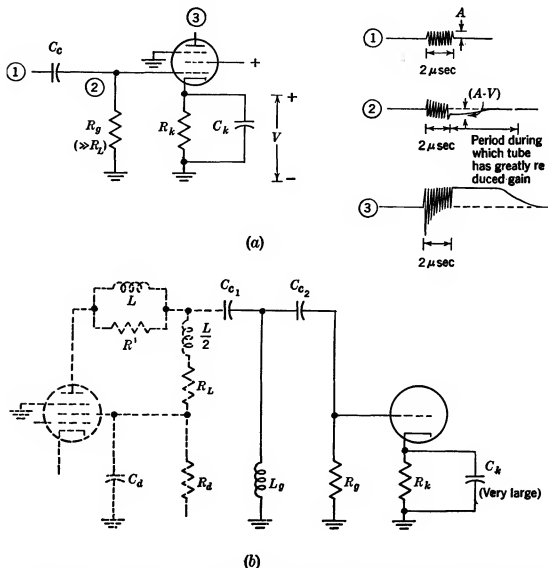 ③
A
①
C_c
①
②
+
2 μsec
R_g
(≫R_L)
R_k
C_k
+
V
−
(A-V)
②
2 μsec
Period during
which tube
has greatly re
duced gain
③
2 μsec
(a)
L
R'
C_c1
C_c2
L/2
R_L
C_d
R_d
L_g
R_g
R_k
C_k
(Very large)
(b)